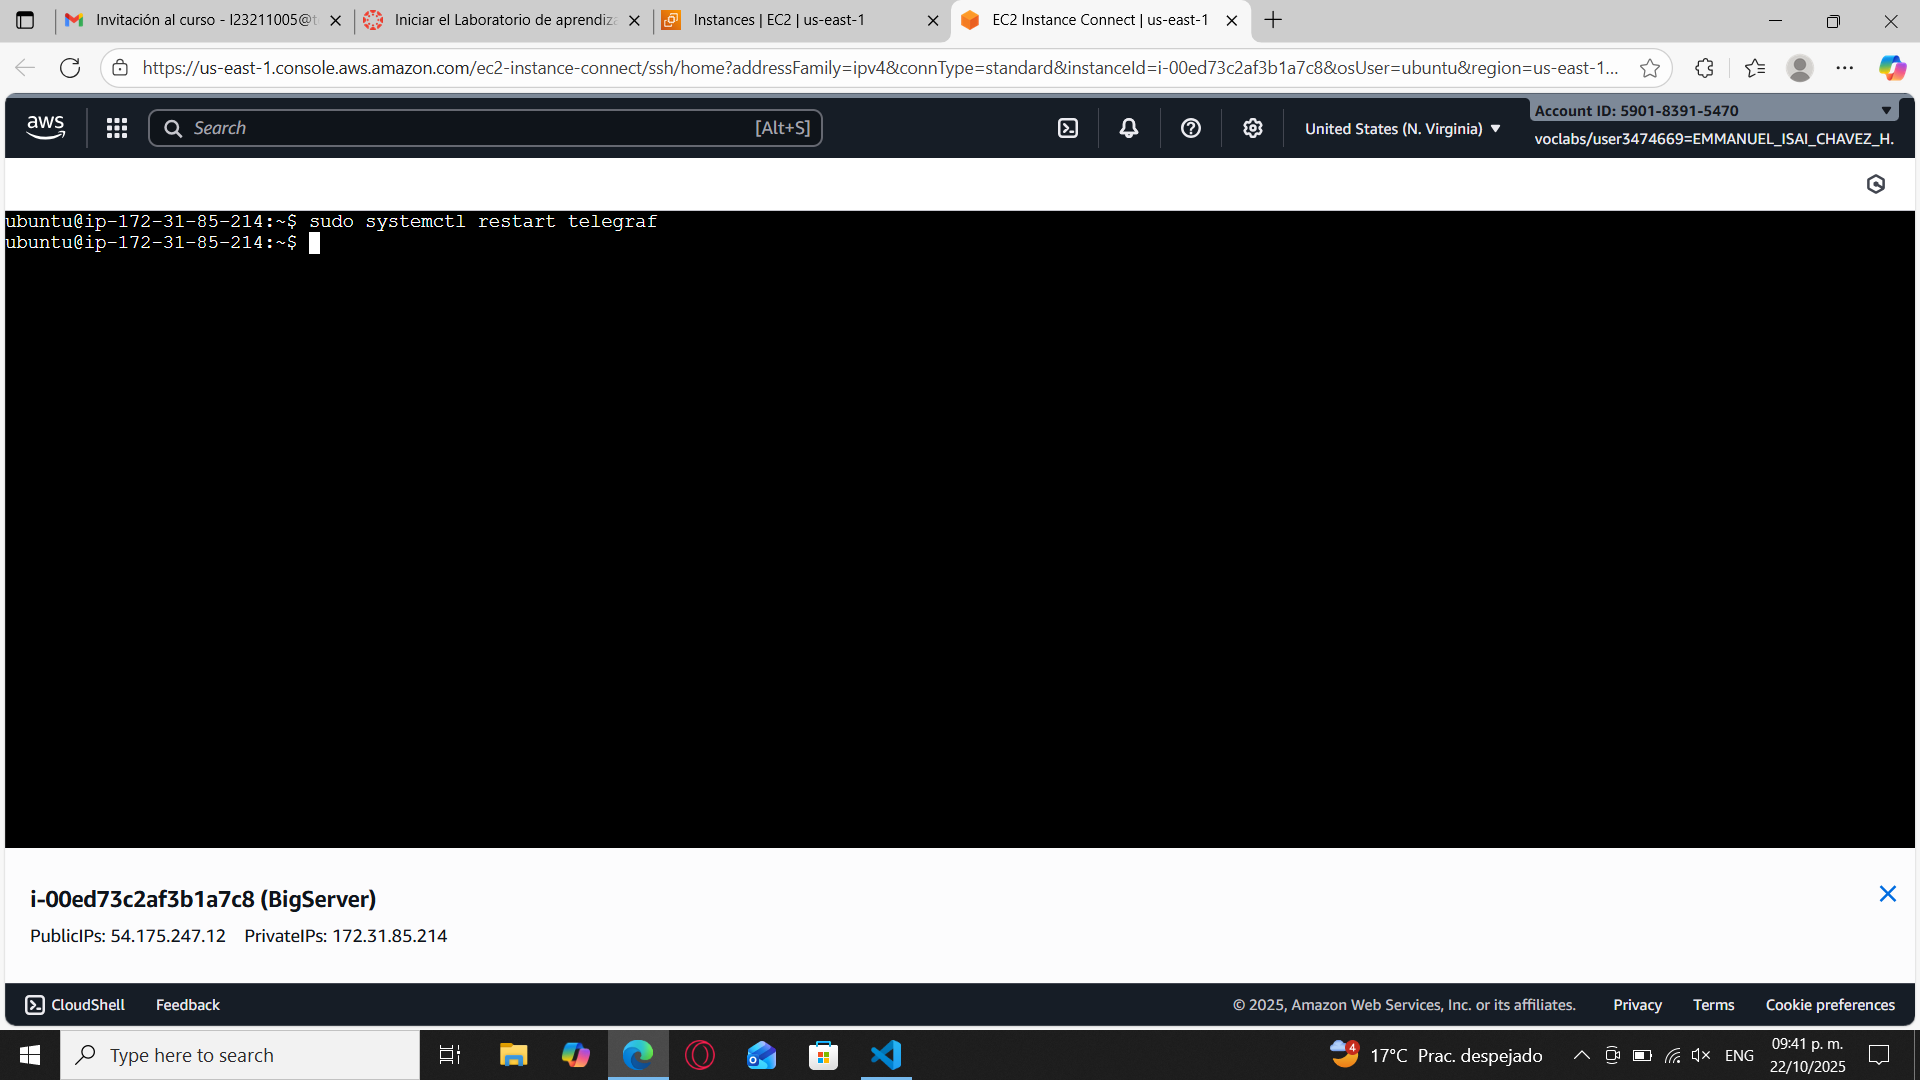 Invitación al curso - l23211005@t
Iniciar el Laboratorio de aprendiza
Instances | EC2 | us-east-1
EC2 Instance Connect | us-east-1
https://us-east-1.console.aws.amazon.com/ec2-instance-connect/ssh/home?addressFamily=ipv4&connType=standard&instanceId=i-00ed73c2af3b1a7c8&osUser=ubuntu&region=us-east-1...
aws
Search
[Alt+S]
United States (N. Virginia)
Account ID: 5901-8391-5470
voclabs/user3474669=EMMANUEL_ISAI_CHAVEZ_H.
ubuntu@ip-172-31-85-214:~$ sudo systemctl restart telegraf
ubuntu@ip-172-31-85-214:~$
i-00ed73c2af3b1a7c8 (BigServer)
PublicIPs: 54.175.247.12 PrivateIPs: 172.31.85.214
CloudShell
Feedback
© 2025, Amazon Web Services, Inc. or its affiliates.
Privacy
Terms
Cookie preferences
Type here to search
4
17°C Prac. despejado
ENG
09:41 p. m.
22/10/2025